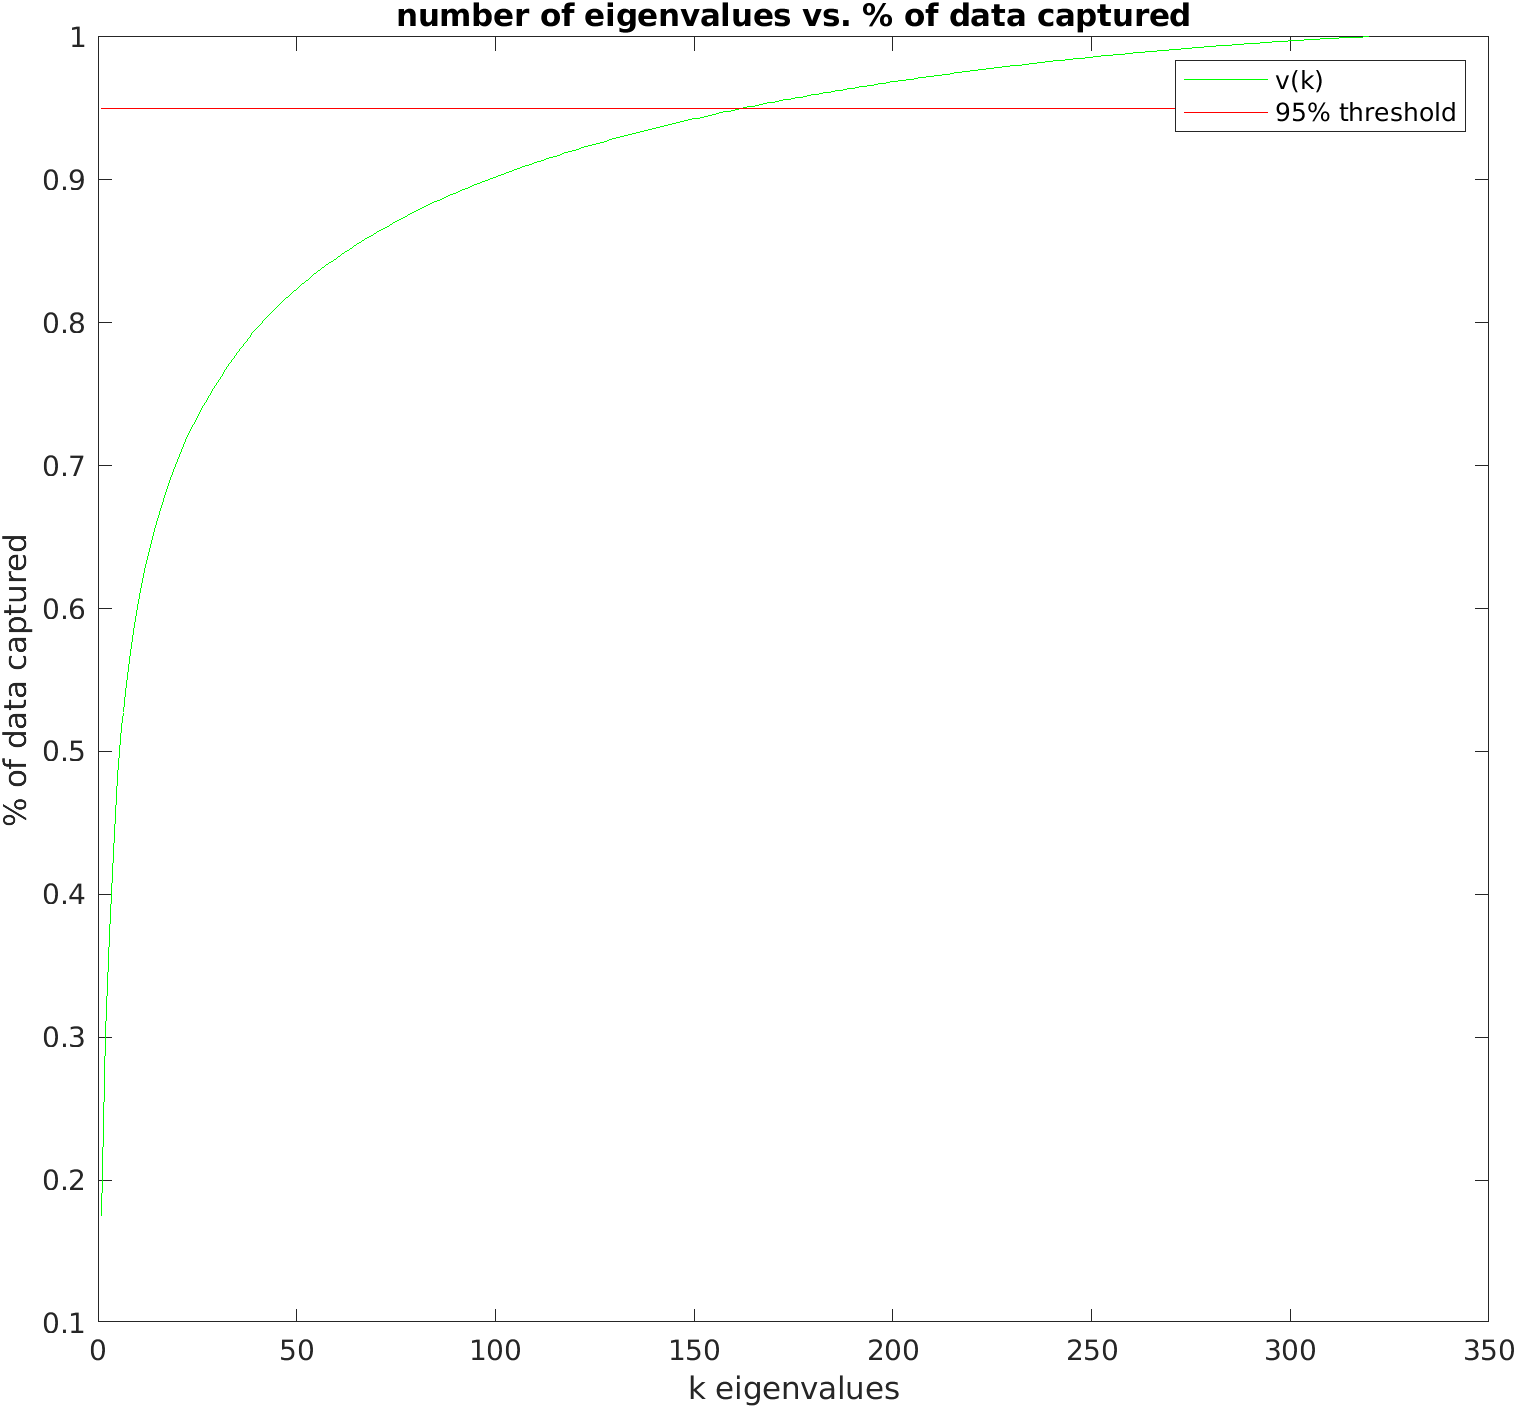 number of eigenvalues vs. % of data captured
v(k)
95% threshold
% of data captured
1
0.9
0.8
0.7
0.6
0.5
0.4
0.3
0.2
0.1
0 50 100 150 200 250 300 350
k eigenvalues